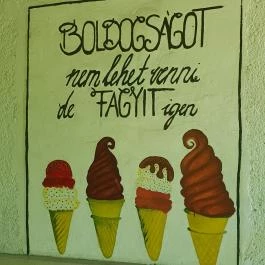 BOLDOGSÁGOT
nem lehet venni
de FAGYIT igen